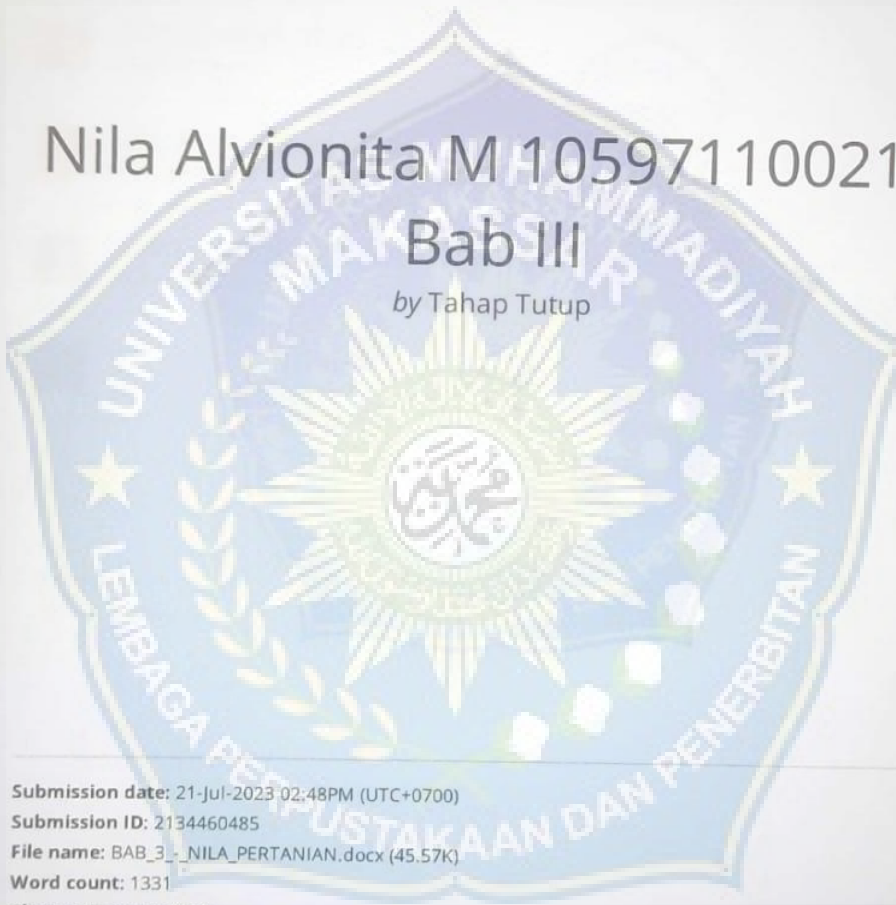 Nila Alvionita M 10597110021
Bab III
by Tahap Tutup
UNIVERSITAS MUHAMMADIYAH
MAKASSAR
LEMBAGA PERPUSTAKAAN DAN PENERBITAN
Submission date: 21-Jul-2023 02:48PM (UTC+0700)
Submission ID: 2134460485
File name: BAB_3_-_NILA_PERTANIAN.docx (45.57K)
Word count: 1331